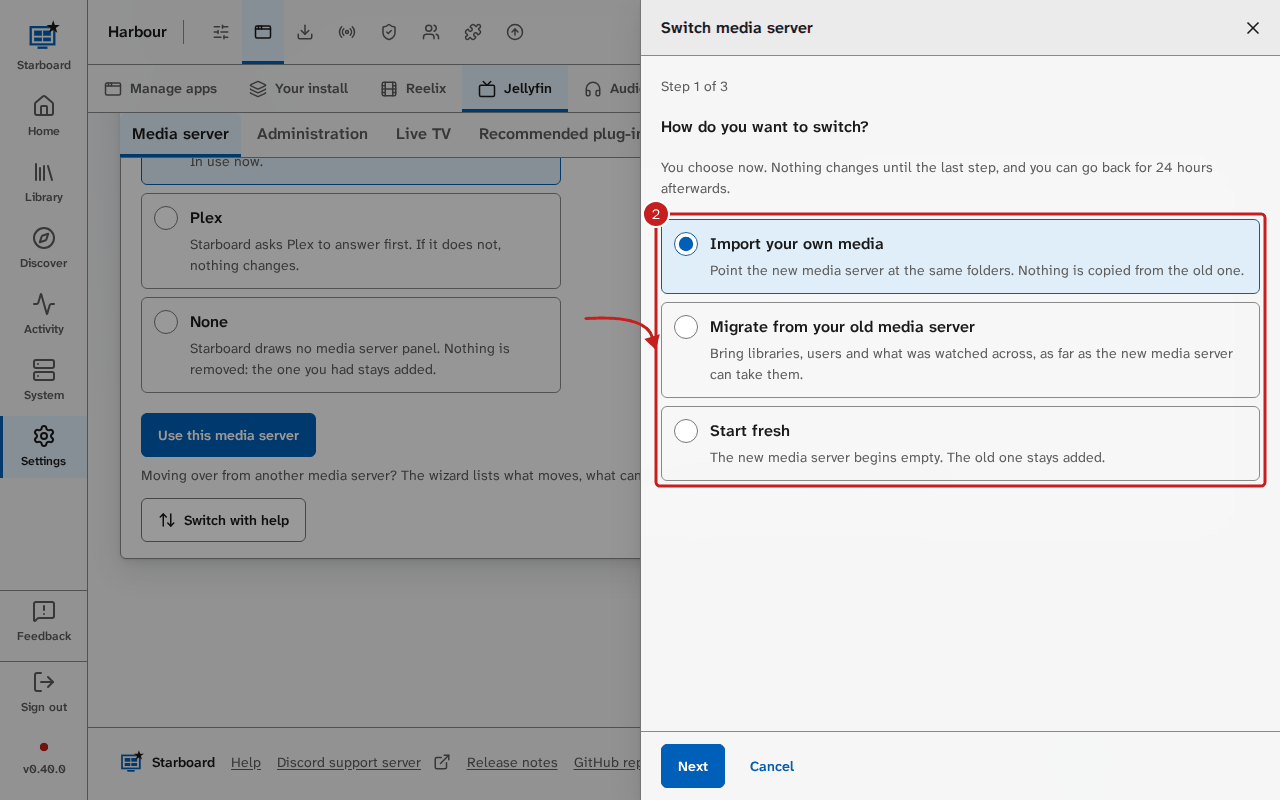 Starboard
Home
Library
Discover
Activity
System
Settings
Feedback
Sign out
v0.40.0
Harbour
Manage apps
Your install
Reelix
Jellyfin
Media server
Administration
Live TV
Recommended
In use now.
Plex
Starboard asks Plex to answer first. If it does not,
nothing changes.
None
Starboard draws no media server panel. Nothing is
removed: the one you had stays added.
Use this media server
Moving over from another media server? The wizard lists what moves, what can
Switch with help
Starboard
Help
Discord support server
Release notes
GitHub
Switch media server
Step 1 of 3
How do you want to switch?
You choose now. Nothing changes until the last step, and you can go back for 24 hours
afterwards.
2
Import your own media
Point the new media server at the same folders. Nothing is copied from the old one.
Migrate from your old media server
Bring libraries, users and what was watched across, as far as the new media server
can take them.
Start fresh
The new media server begins empty. The old one stays added.
Next
Cancel